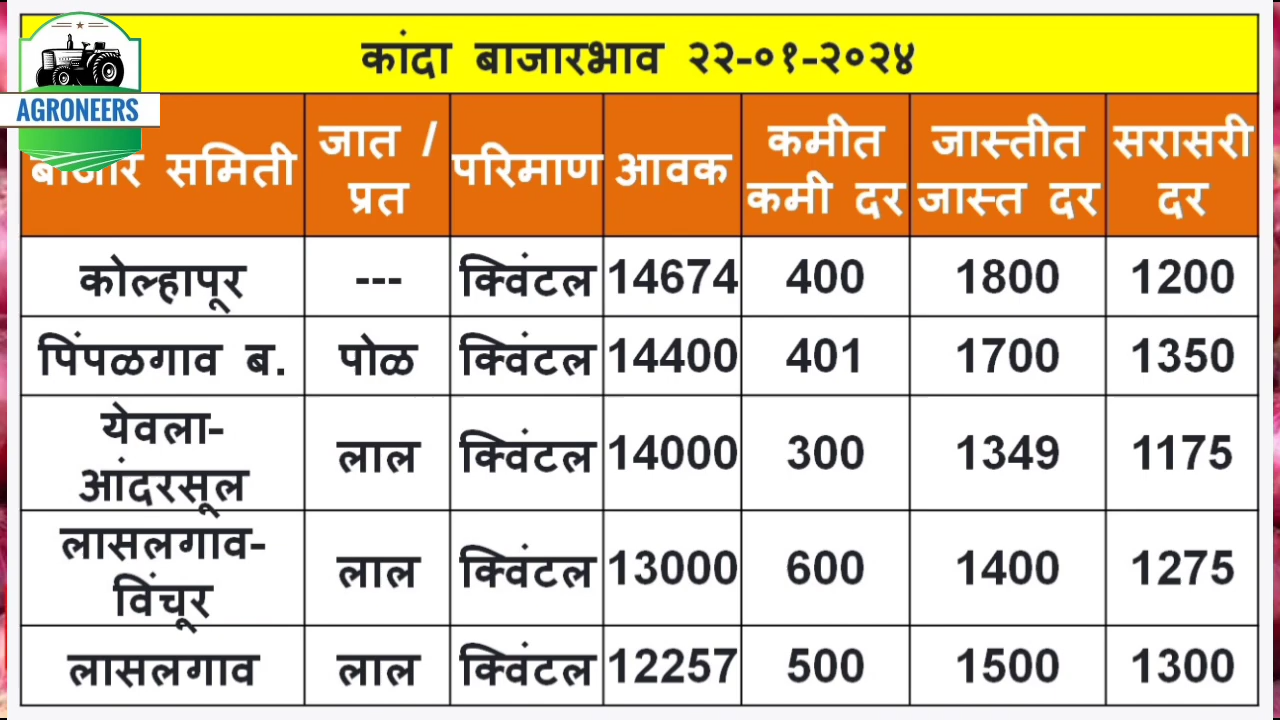 AGRONEERS
कांदा बाजारभाव २२-०१-२०२४
बाजार समिती जात / प्रत परिमाण आवक कमीत कमी दर जास्तीत जास्त दर सरासरी दर
कोल्हापूर --- क्विंटल 14674 400 1800 1200
पिंपळगाव ब. पोळ क्विंटल 14400 401 1700 1350
येवला-
आंदरसूल लाल क्विंटल 14000 300 1349 1175
लासलगाव-
विंचूर लाल क्विंटल 13000 600 1400 1275
लासलगाव लाल क्विंटल 12257 500 1500 1300